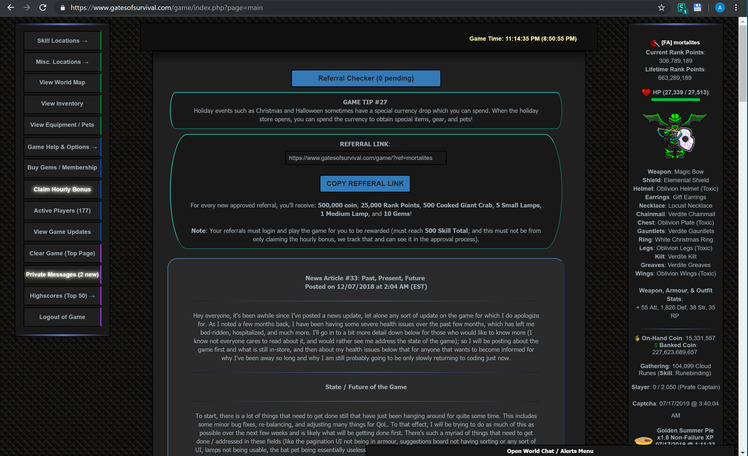 https://www.gatesofsurvival.com/game/index.php?page=main
Skill Locations →
Misc. Locations →
View World Map
View Inventory
View Equipment / Pets
Game Help & Options →
Buy Gems / Membership
Claim Hourly Bonus
Active Players (177)
View Game Updates
Clear Game (Top Page)
Private Messages (2 new)
Highscores (Top 50) →
Logout of Game
Game Time: 11:14:35 PM (8:50:55 PM)
Referral Checker (0 pending)
GAME TIP #27
Holiday events such as Christmas and Halloween sometimes have a special currency drop which you can spend. When the holiday
store opens, you can spend the currency to obtain special items, gear, and pets!
REFERRAL LINK:
https://www.gatesofsurvival.com/game/?ref=mortalites
COPY REFFERAL LINK
For every new approved referral, you'll receive: 500,000 coin, 25,000 Rank Points, 500 Cooked Giant Crab, 5 Small Lamps,
1 Medium Lamp, and 10 Gems!
Note: Your referrals must login and play the game for you to be rewarded (must reach 500 Skill Total; and this must not be from
only claiming the hourly bonus, we track that and can see it in the approval process).
News Article #33: Past, Present, Future
Posted on 12/07/2018 at 2:04 AM (EST)
Hey everyone, it's been awhile since I've posted a news update, let alone any sort of update on the game for which I do apologize
for. As I noted a few months back, I have been having some severe health issues over the past few months, which has left me
bed-ridden, hospitalized, and much more. I'll go in to a bit more detail down below for those who would like to know more (I
know not everyone cares to read about it, and would rather see me address the state of the game); so I will be posting about the
game first and what is still in-store, and then about my health issues below that for anyone that wants to become informed for
why I've been away so long and why I am still probably going to be only slowly returning to coding just now.
State / Future of the Game
To start, there is a lot of things that need to get done still that have just been hanging around for quite some time. This includes
some minor bug fixes, re-balancing, and adjusting many things for QoL. To that effect, I will be trying to do as much of this as
possible over the next few weeks and is likely what will be getting done first. There's such a myriad of things that need to get
done / addressed in these fields (like the pagination UI not being in armour, suggestions board not having sorting or any sort of
UI, lamps not being usable, the bat pet being essentially useless
Open World Chat / Alerts Menu
[FA] mortalites
Current Rank Points:
306,789,189
Lifetime Rank Points:
663,289,189
HP (27,339 / 27,513):
Weapon: Magic Bow
Shield: Elemental Shield
Helmet: Oblivion Helmet (Toxic)
Earrings: Gift Earrings
Necklace: Locust Necklace
Chainmail: Verdite Chainmail
Chest: Oblivion Plate (Toxic)
Gauntlets: Verdite Gauntlets
Ring: White Christmas Ring
Legs: Oblivion Legs (Toxic)
Kilt: Verdite Kilt
Greaves: Verdite Greaves
Wings: Oblivion Wings (Toxic)
Weapon, Armour, & Outfit
Stats:
+ 55 Att, 1,826 Def, 38 Str, 35
RP
On-Hand Coin: 15,331,557
$ Banked Coin:
227,623,689,657
Gathering: 104,099 Cloud
Runes (Skill: Runebinding)
Slayer: 0 / 2,050 (Pirate Captain)
Captcha: 07/17/2019 @ 3:40:04
AM
Golden Summer Pie
x1.6 Non-Failure XP